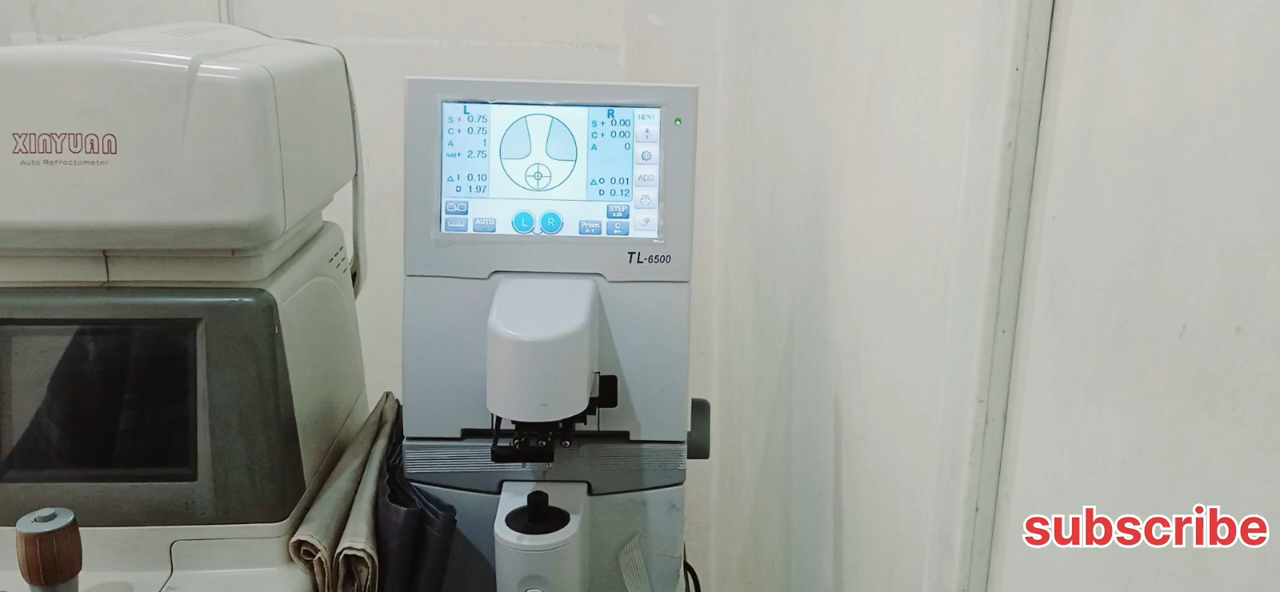 XINYUAN
Auto Refractometer
L
S + 0.75
C + 0.75
A 1
Add + 2.75
△ I 0.10
D 1.97
R
S + 0.00
C + 0.00
A 0
△ O 0.01
D 0.12
ADD
STEP
AUTO
L
R
Prism
C
TL-6500
subscribe